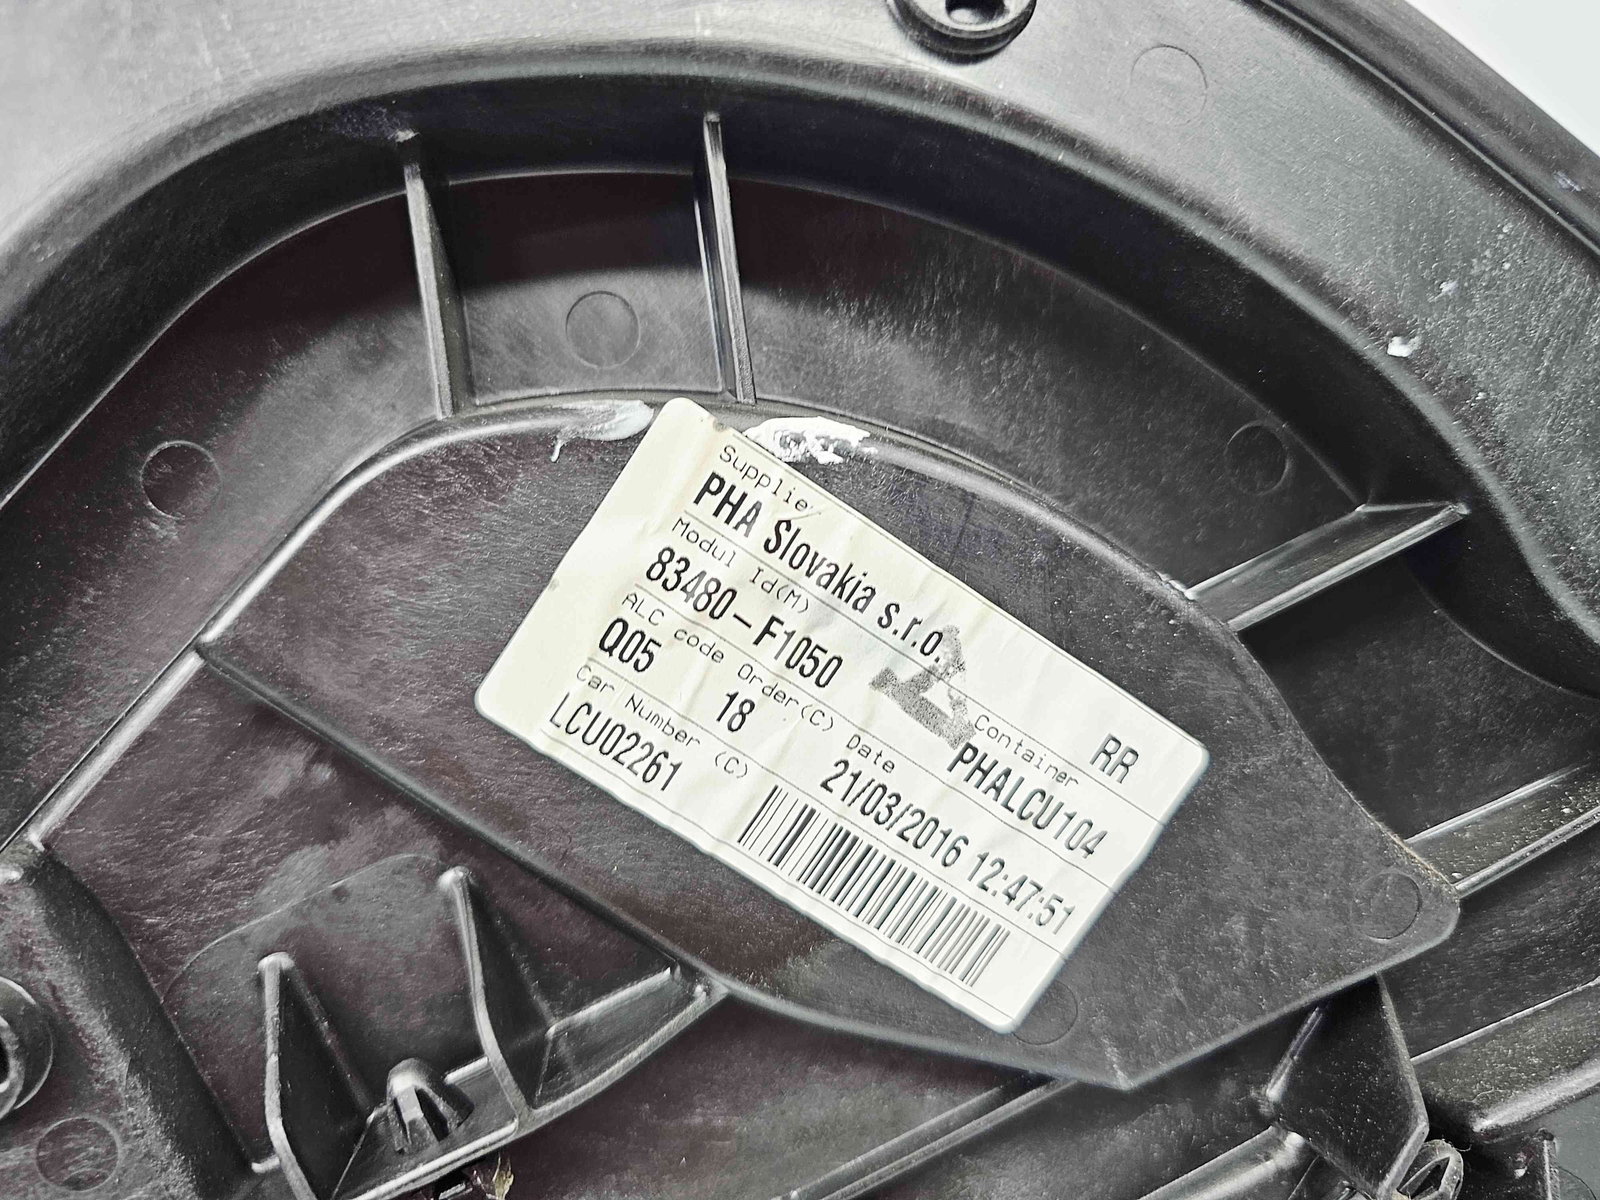 Supplier
PHA Slovakia s.r.o. RR
Modul Id(M) Container
83480-F1050 PHALCU104
ALC code Order(C) Date
Q05 18 21/03/2016 12:47:51
Car Number (C)
LCU02261